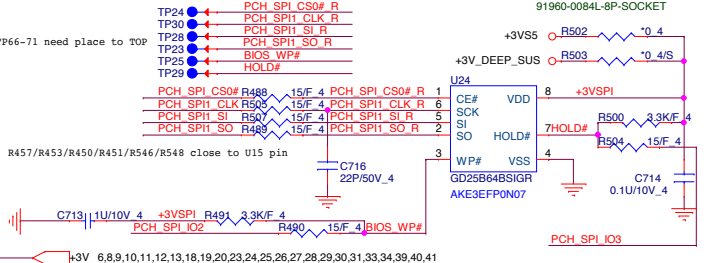 91960-0084L-8P-SOCKET
TP24 PCH_SPI_CS0#_R
TP30 PCH_SPI1_CLK_R
TP28 PCH_SPI1_SI_R
TP23 PCH_SPI1_SO_R
TP25 BIOS_WP#
TP29 HOLD#
TP66-71 need place to TOP
+3VS5 R502 *0_4
+3V_DEEP_SUS R503 *0_4/S
U24
PCH_SPI_CS0# R488 15/F_4 PCH_SPI_CS0#_R 1 CE# VDD 8 +3VSPI
PCH_SPI1_CLK R505 15/F_4 PCH_SPI1_CLK_R 6 SCK
PCH_SPI1_SI R507 15/F_4 PCH_SPI1_SI_R 5 SI R500 3.3K/F_4
PCH_SPI1_SO R489 15/F_4 PCH_SPI1_SO_R 2 SO HOLD# 7 HOLD#
R504 15/F_4
R457/R453/R450/R451/R546/R548 close to U15 pin
3 WP# VSS 4
C716
22P/50V_4
GD25B64BSIGR
AKE3EFP0N07
C714
0.1U/10V_4
C713 1U/10V_4 +3VSPI R491 3.3K/F_4
PCH_SPI_IO2 R490 15/F_4 BIOS_WP#
PCH_SPI_IO3
+3V 6,8,9,10,11,12,13,18,19,20,23,24,25,26,27,28,29,30,31,33,34,39,40,41